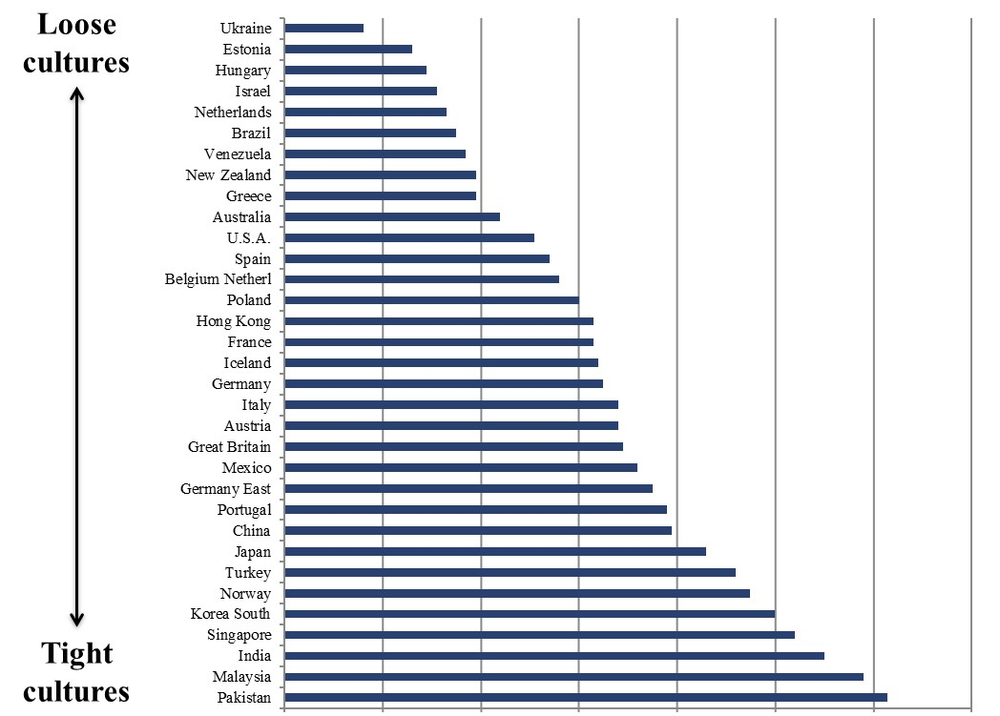 Loose
cultures
Ukraine
Estonia
Hungary
Israel
Netherlands
Brazil
Venezuela
New Zealand
Greece
Australia
U.S.A.
Spain
Belgium Netherl
Poland
Hong Kong
France
Iceland
Germany
Italy
Austria
Great Britain
Mexico
Germany East
Portugal
China
Japan
Turkey
Norway
Korea South
Singapore
India
Malaysia
Pakistan
Tight
cultures